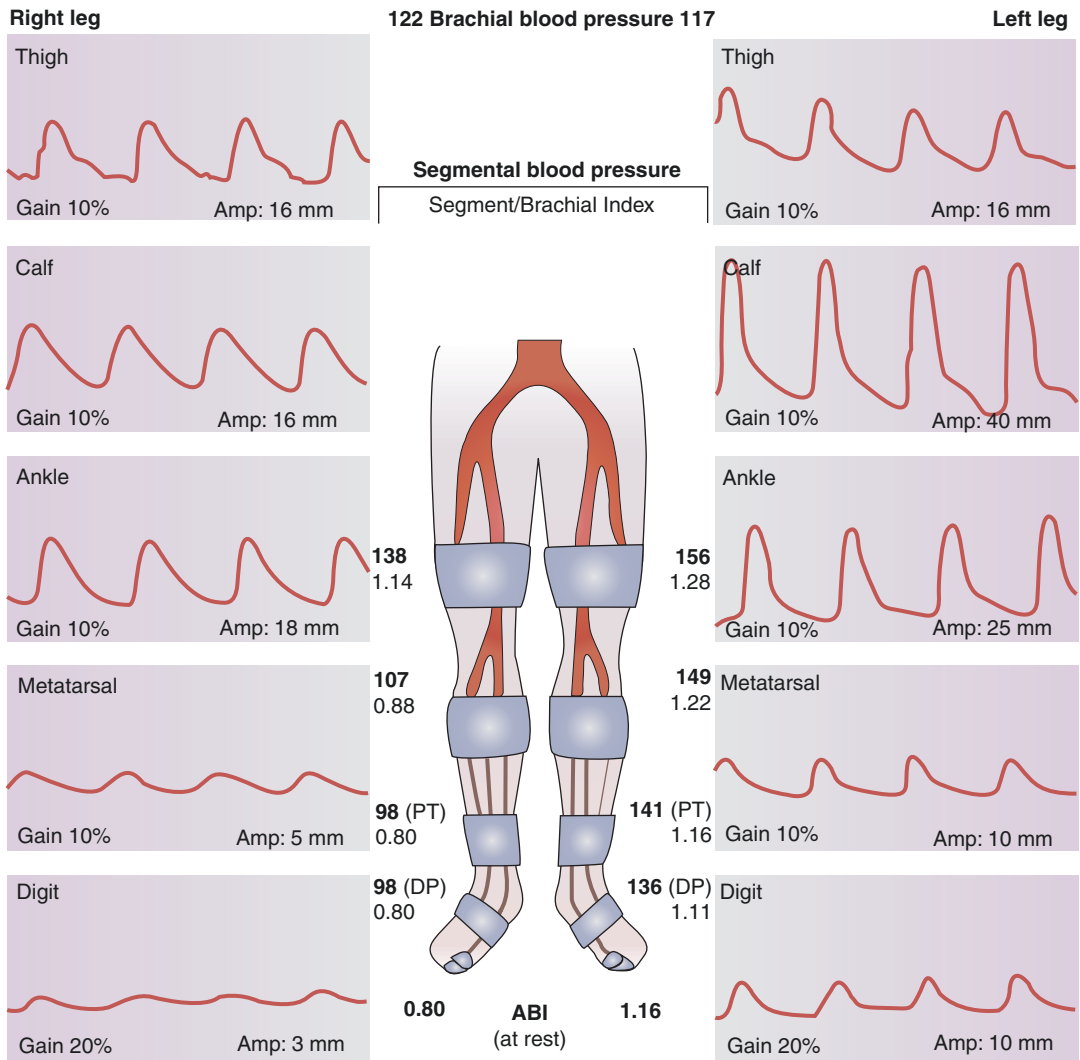 Right leg
122 Brachial blood pressure 117
Left leg
Thigh
Gain 10%
Amp: 16 mm
Calf
Gain 10%
Amp: 16 mm
Ankle
Gain 10%
Amp: 18 mm
Metatarsal
Gain 10%
Amp: 5 mm
Digit
Gain 20%
Amp: 3 mm
Segmental blood pressure
Segment/Brachial Index
138
1.14
156
1.28
107
0.88
149
1.22
98 (PT)
0.80
141 (PT)
1.16
98 (DP)
0.80
136 (DP)
1.11
0.80
ABI
1.16
(at rest)
Thigh
Gain 10%
Amp: 16 mm
Calf
Gain 10%
Amp: 40 mm
Ankle
Gain 10%
Amp: 25 mm
Metatarsal
Gain 10%
Amp: 10 mm
Digit
Gain 20%
Amp: 10 mm